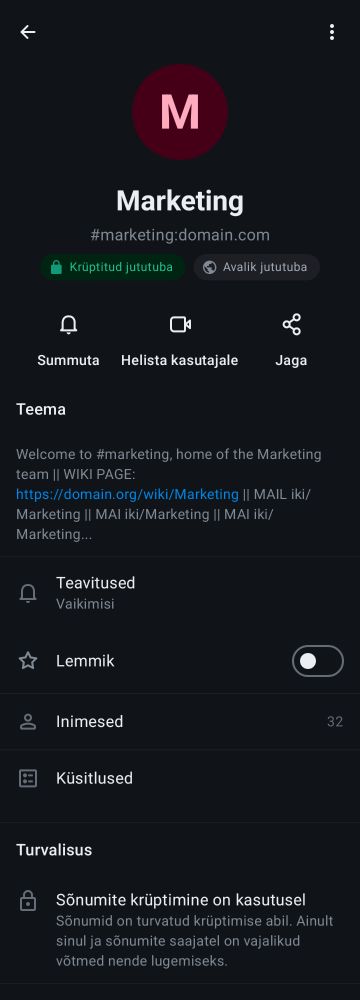 M
Marketing
#marketing:domain.com
Krüptitud jututuba
Avalik jututuba
Summuta
Helista kasutajale
Jaga
Teema
Welcome to #marketing, home of the Marketing
team || WIKI PAGE:
https://domain.org/wiki/Marketing || MAIL iki/
Marketing || MAI iki/Marketing || MAI iki/
Marketing...
Teavitused
Vaikimisi
Lemmik
Inimesed 32
Küsitlused
Turvalisus
Sõnumite krüptimine on kasutusel
Sõnumid on turvatud krüptimise abil. Ainult
sinul ja sõnumite saajatel on vajalikud
võtmed nende lugemiseks.